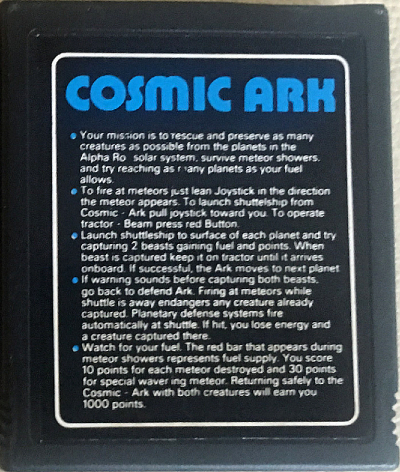 COSMIC ARK
Your mission is to rescue and preserve as many
creatures as possible from the planets in the
Alpha Ro solar system, survive meteor showers,
and try reaching as many planets as your fuel
allows.
To fire at meteors just lean Joystick in the direction
the meteor appears. To launch shuttelship from
Cosmic - Ark pull joystick toward you. To operate
tractor - Beam press red Button.
Launch shuttleship to surface of each planet and try
capturing 2 beasts gaining fuel and points. When
beast is captured keep it on tractor until it arrives
onboard. If successful, the Ark moves to next planet
If warning sounds before capturing both beasts,
go back to defend Ark. Firing at meteors while
shuttle is away endangers any creature already
captured. Planetary defense systems fire
automatically at shuttle. If hit, you lose energy and
a creature captured there.
Watch for your fuel. The red bar that appears during
meteor showers represents fuel supply. You score
10 points for each meteor destroyed and 30 points
for special waver ing meteor. Returning safely to the
Cosmic - Ark with both creatures will earn you
1000 points.